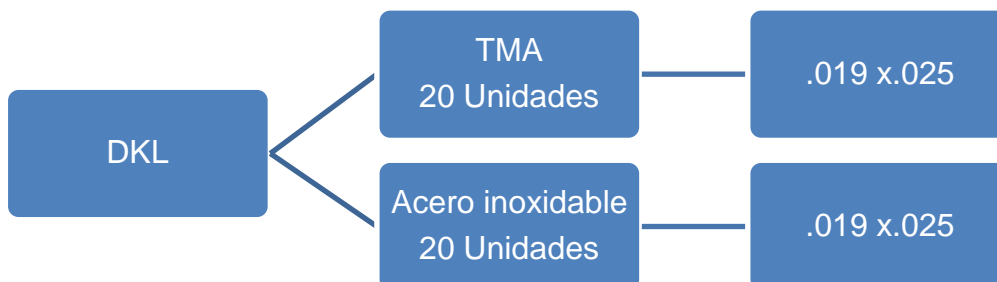 DKL
TMA
20 Unidades
.019 x.025
Acero inoxidable
20 Unidades
.019 x.025